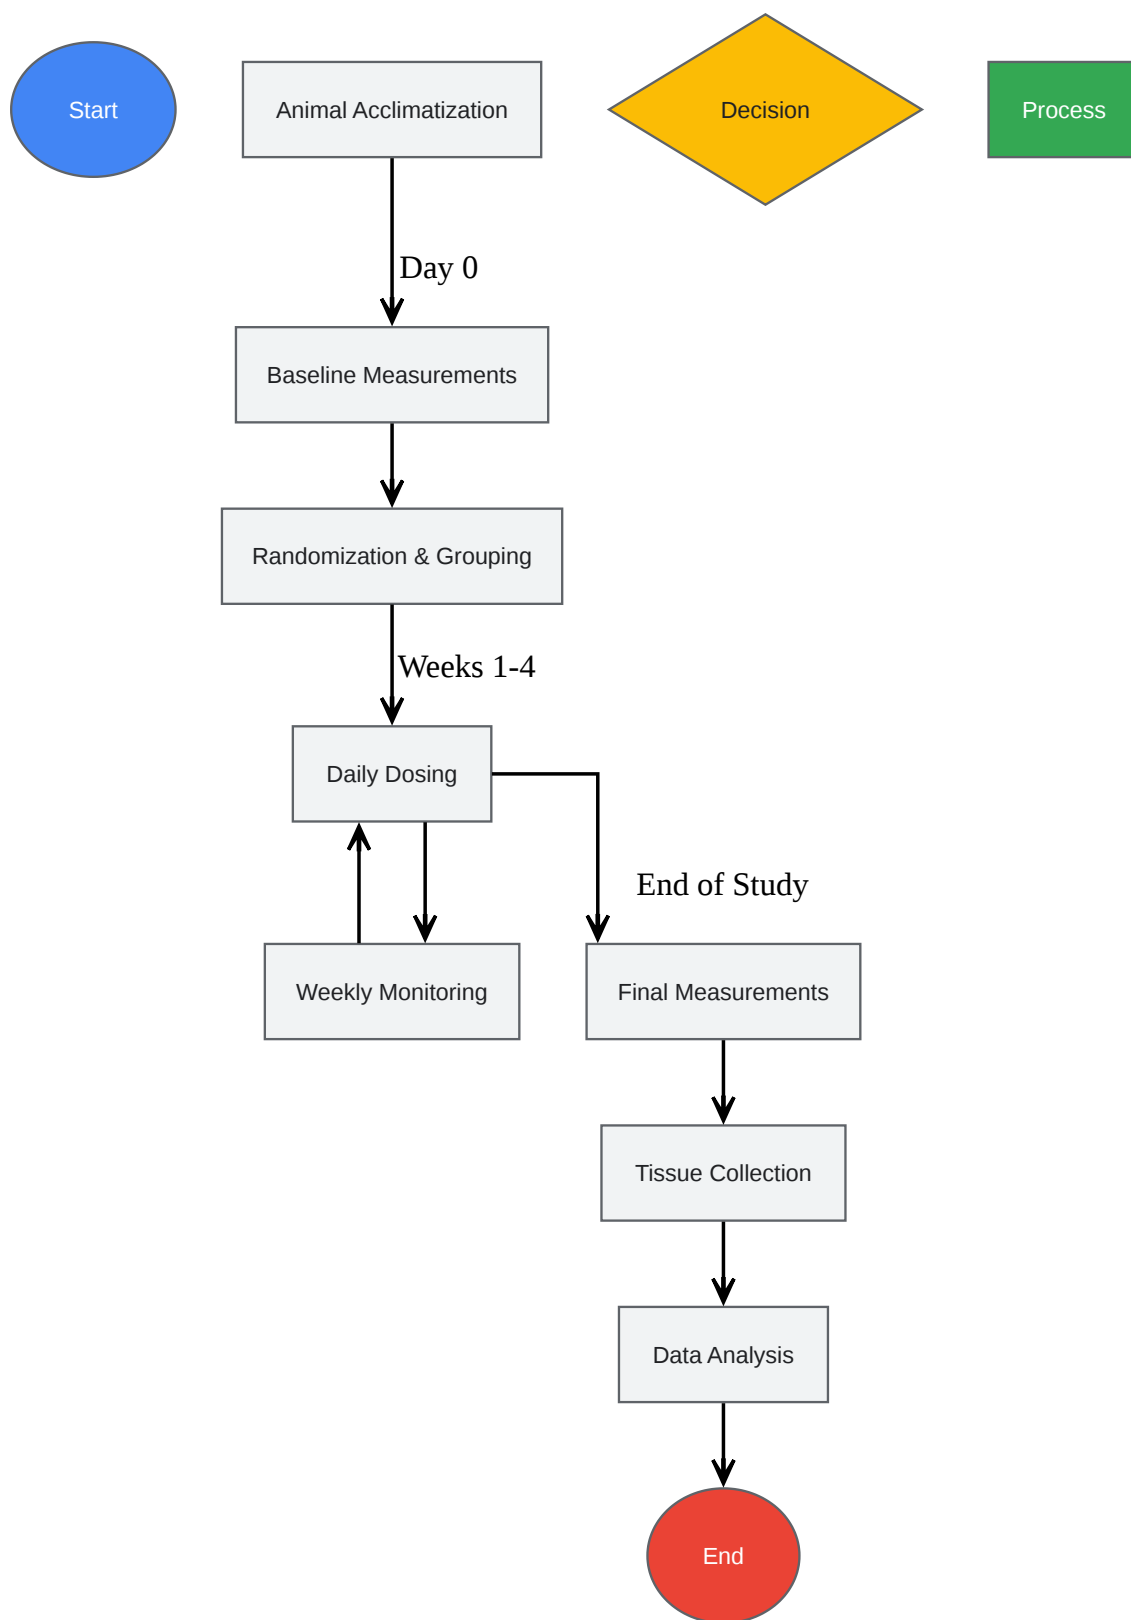 Start
Animal Acclimatization
Decision
Process
Day 0
Baseline Measurements
Randomization & Grouping
Weeks 1-4
Daily Dosing
End of Study
Weekly Monitoring
Final Measurements
Tissue Collection
Data Analysis
End